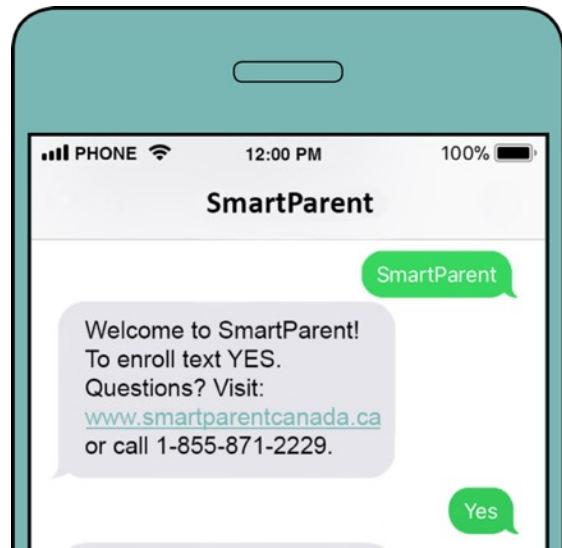 PHONE 12:00 PM 100%
SmartParent
SmartParent
Welcome to SmartParent!
To enroll text YES.
Questions? Visit:
www.smartparentcanada.ca
or call 1-855-871-2229.
Yes